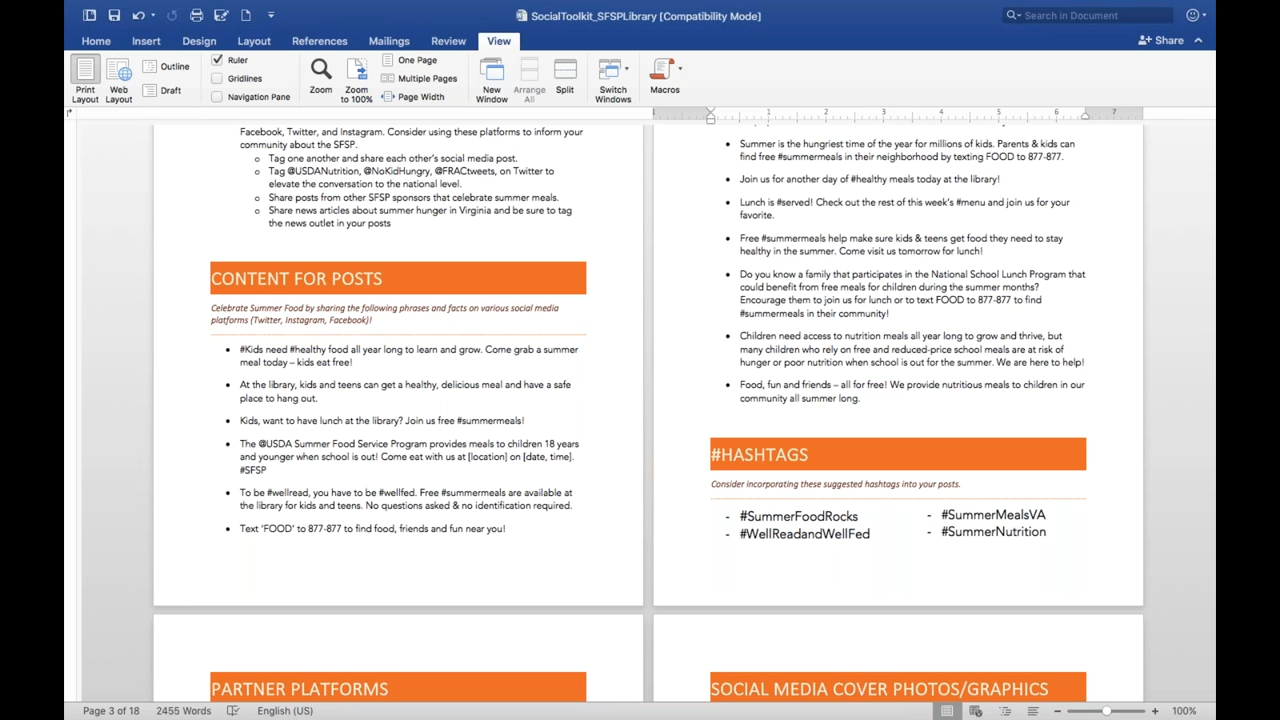 SocialToolkit_SFSPLibrary [Compatibility Mode]
Search in Document
Home Insert Design Layout References Mailings Review View
Share
Print Layout
Web Layout
Outline
Draft
Ruler
Gridlines
Navigation Pane
Zoom
Zoom to 100%
One Page
Multiple Pages
Page Width
New Window
Arrange All
Split
Switch Windows
Macros
1 1 2 3 4 5 6 7
Facebook, Twitter, and Instagram. Consider using these platforms to inform your
community about the SFSP.
o Tag one another and share each other's social media post.
o Tag @USDANutrition, @NoKidHungry, @FRACtweets, on Twitter to
elevate the conversation to the national level.
o Share posts from other SFSP sponsors that celebrate summer meals.
o Share news articles about summer hunger in Virginia and be sure to tag
the news outlet in your posts
CONTENT FOR POSTS
Celebrate Summer Food by sharing the following phrases and facts on various social media
platforms (Twitter, Instagram, Facebook)!
• #Kids need #healthy food all year long to learn and grow. Come grab a summer
meal today – kids eat free!
• At the library, kids and teens can get a healthy, delicious meal and have a safe
place to hang out.
• Kids, want to have lunch at the library? Join us free #summermeals!
• The @USDA Summer Food Service Program provides meals to children 18 years
and younger when school is out! Come eat with us at [location] on [date, time].
#SFSP
• To be #wellread, you have to be #wellfed. Free #summermeals are available at
the library for kids and teens. No questions asked & no identification required.
• Text 'FOOD' to 877-877 to find food, friends and fun near you!
• Summer is the hungriest time of the year for millions of kids. Parents & kids can
find free #summermeals in their neighborhood by texting FOOD to 877-877.
• Join us for another day of #healthy meals today at the library!
• Lunch is #served! Check out the rest of this week's #menu and join us for your
favorite.
• Free #summermeals help make sure kids & teens get food they need to stay
healthy in the summer. Come visit us tomorrow for lunch!
• Do you know a family that participates in the National School Lunch Program that
could benefit from free meals for children during the summer months?
Encourage them to join us for lunch or to text FOOD to 877-877 to find
#summermeals in their community!
• Children need access to nutrition meals all year long to grow and thrive, but
many children who rely on free and reduced-price school meals are at risk of
hunger or poor nutrition when school is out for the summer. We are here to help!
• Food, fun and friends – all for free! We provide nutritious meals to children in our
community all summer long.
#HASHTAGS
Consider incorporating these suggested hashtags into your posts.
- #SummerFoodRocks
- #WellReadandWellFed
- #SummerMealsVA
- #SummerNutrition
PARTNER PLATFORMS
SOCIAL MEDIA COVER PHOTOS/GRAPHICS
Page 3 of 18 2455 Words English (US) 100%